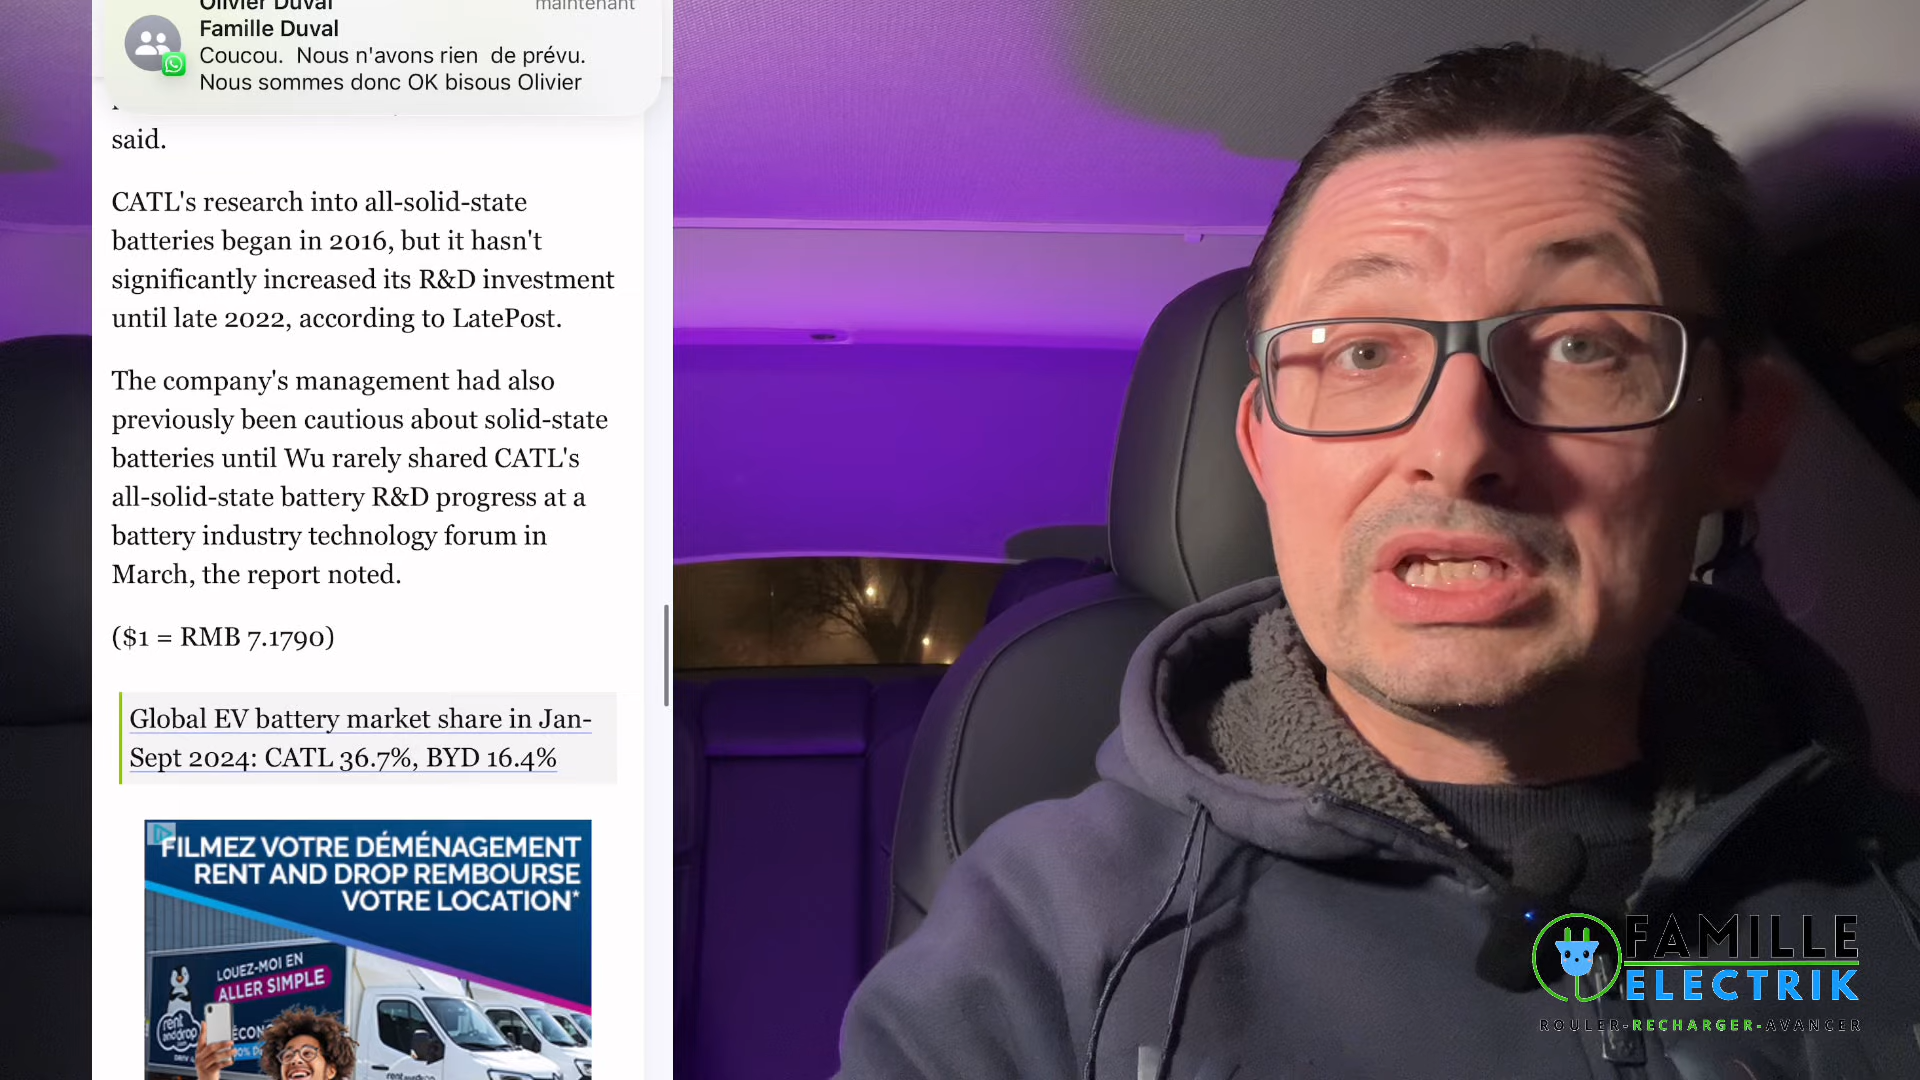 Olivier Duval
maintenant
Famille Duval
Coucou. Nous n'avons rien de prévu.
Nous sommes donc OK bisous Olivier
said.
CATL's research into all-solid-state
batteries began in 2016, but it hasn't
significantly increased its R&D investment
until late 2022, according to LatePost.
The company's management had also
previously been cautious about solid-state
batteries until Wu rarely shared CATL's
all-solid-state battery R&D progress at a
battery industry technology forum in
March, the report noted.
($1 = RMB 7.1790)
Global EV battery market share in Jan-
Sept 2024: CATL 36.7%, BYD 16.4%
FILMEZ VOTRE DÉMÉNAGEMENT
RENT AND DROP REMBOURSE
VOTRE LOCATION*
LOUEZ-MOI EN
ALLER SIMPLE
rent
anddrop
FAMILLE
ELECTRIK
ROULER-RECHARGER-AVANCER